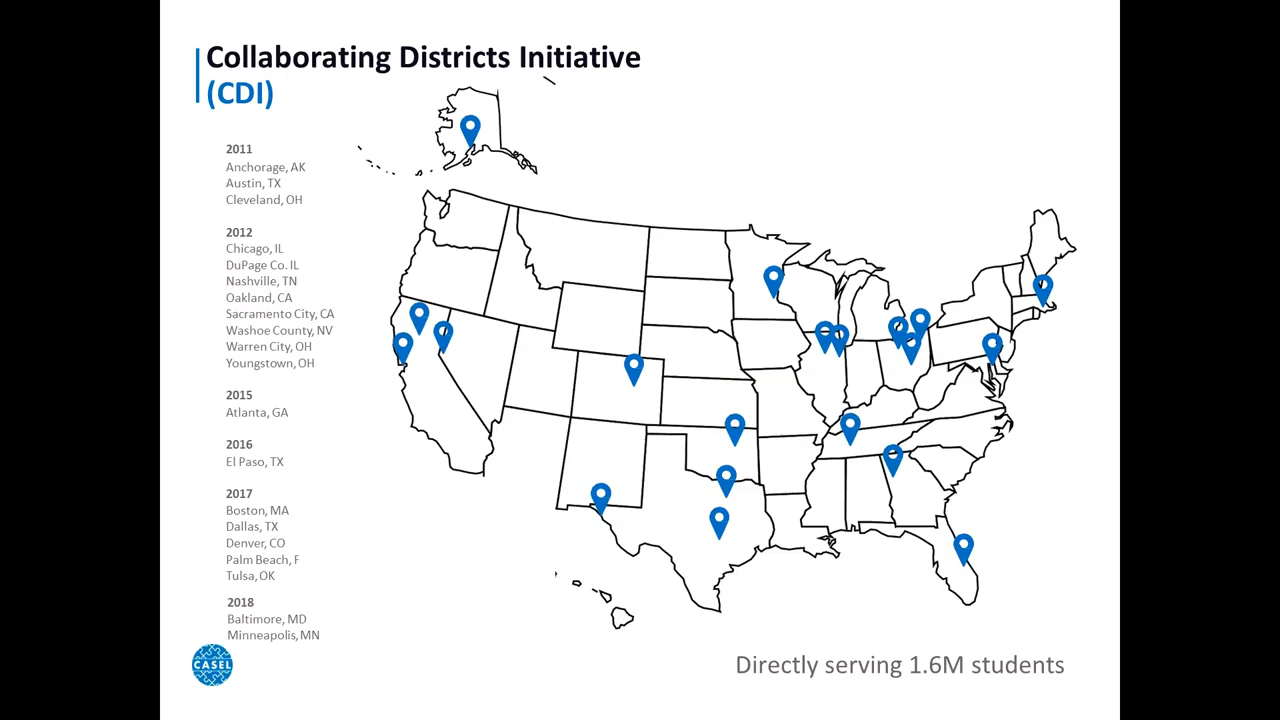 Collaborating Districts Initiative
(CDI)
2011
Anchorage, AK
Austin, TX
Cleveland, OH
2012
Chicago, IL
DuPage Co. IL
Nashville, TN
Oakland, CA
Sacramento City, CA
Washoe County, NV
Warren City, OH
Youngstown, OH
2015
Atlanta, GA
2016
El Paso, TX
2017
Boston, MA
Dallas, TX
Denver, CO
Palm Beach, F
Tulsa, OK
2018
Baltimore, MD
Minneapolis, MN
CASEL
Directly serving 1.6M students